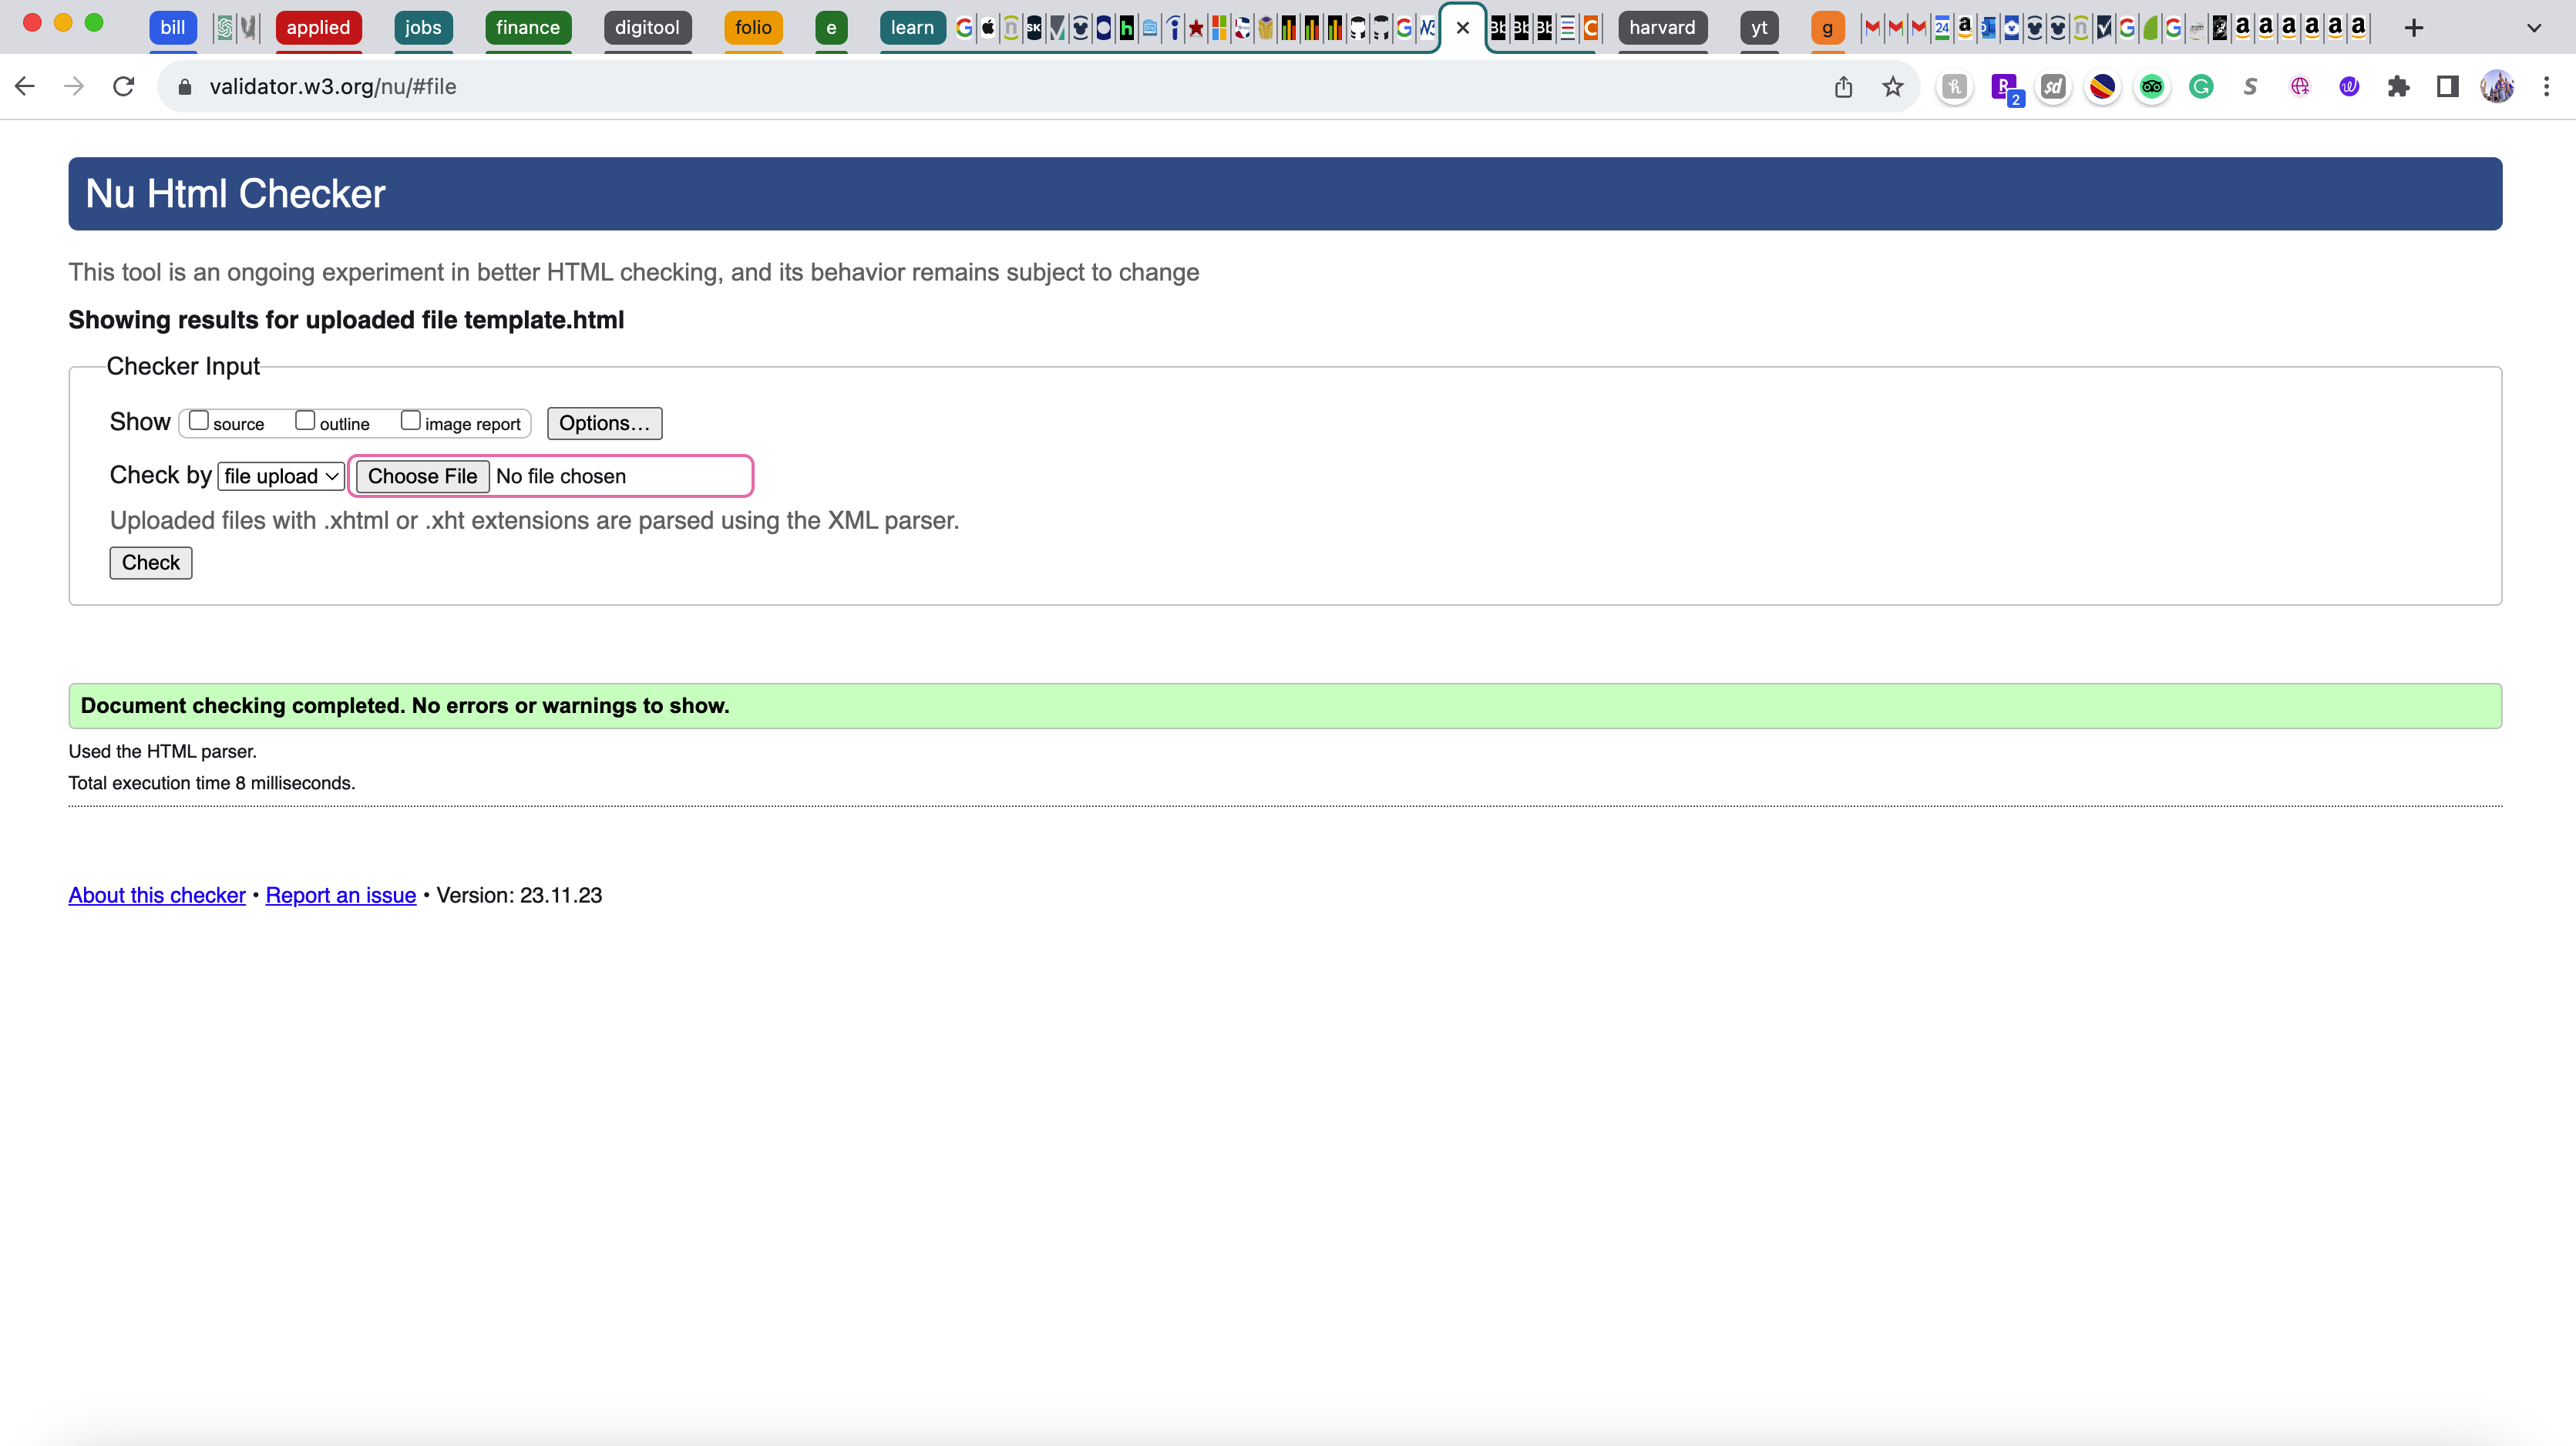 bill applied jobs finance digitool folio e learn harvard yt g
validator.w3.org/nu/#file
Nu Html Checker
This tool is an ongoing experiment in better HTML checking, and its behavior remains subject to change
Showing results for uploaded file template.html
Checker Input
Show source outline image report Options…
Check by file upload Choose File No file chosen
Uploaded files with .xhtml or .xht extensions are parsed using the XML parser.
Check
Document checking completed. No errors or warnings to show.
Used the HTML parser.
Total execution time 8 milliseconds.
About this checker • Report an issue • Version: 23.11.23